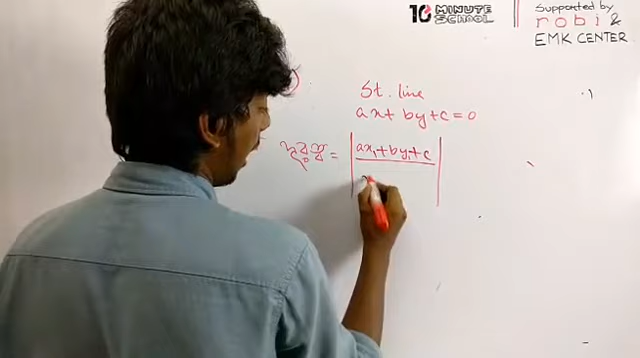 10 MINUTE SCHOOL
Supported by
robi &
EMK CENTER
St. line
ax + by + c = 0
দূরত্ব = | ax₁ + by₁ + c |